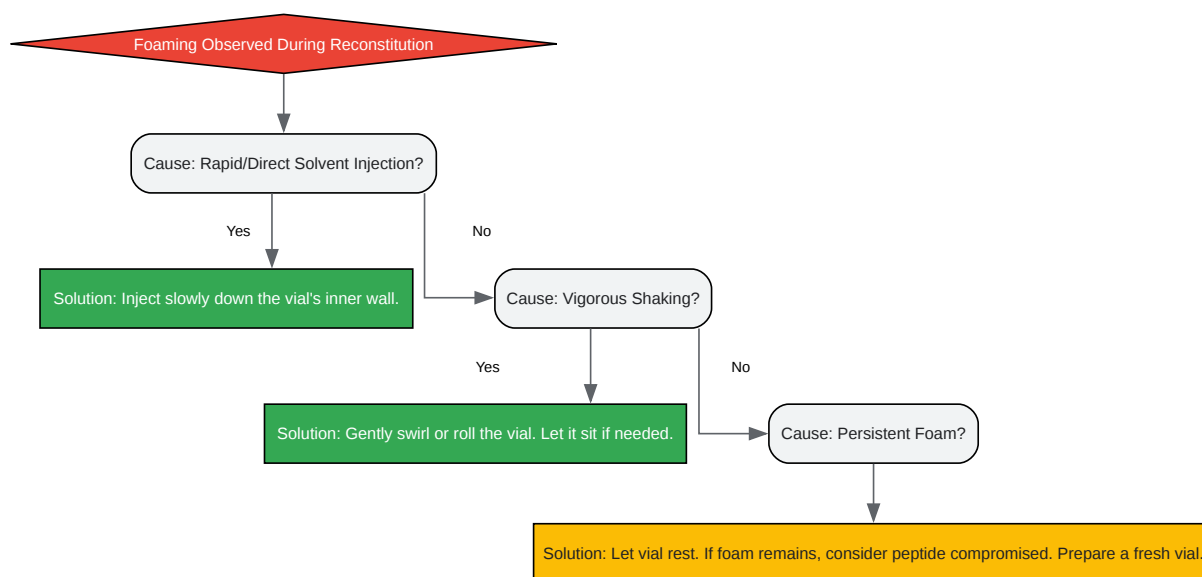 Foaming Observed During Reconstitution
Cause: Rapid/Direct Solvent Injection?
Yes
No
Solution: Inject slowly down the vial's inner wall.
Cause: Vigorous Shaking?
Yes
No
Solution: Gently swirl or roll the vial. Let it sit if needed.
Cause: Persistent Foam?
Solution: Let vial rest. If foam remains, consider peptide compromised. Prepare a fresh vial.